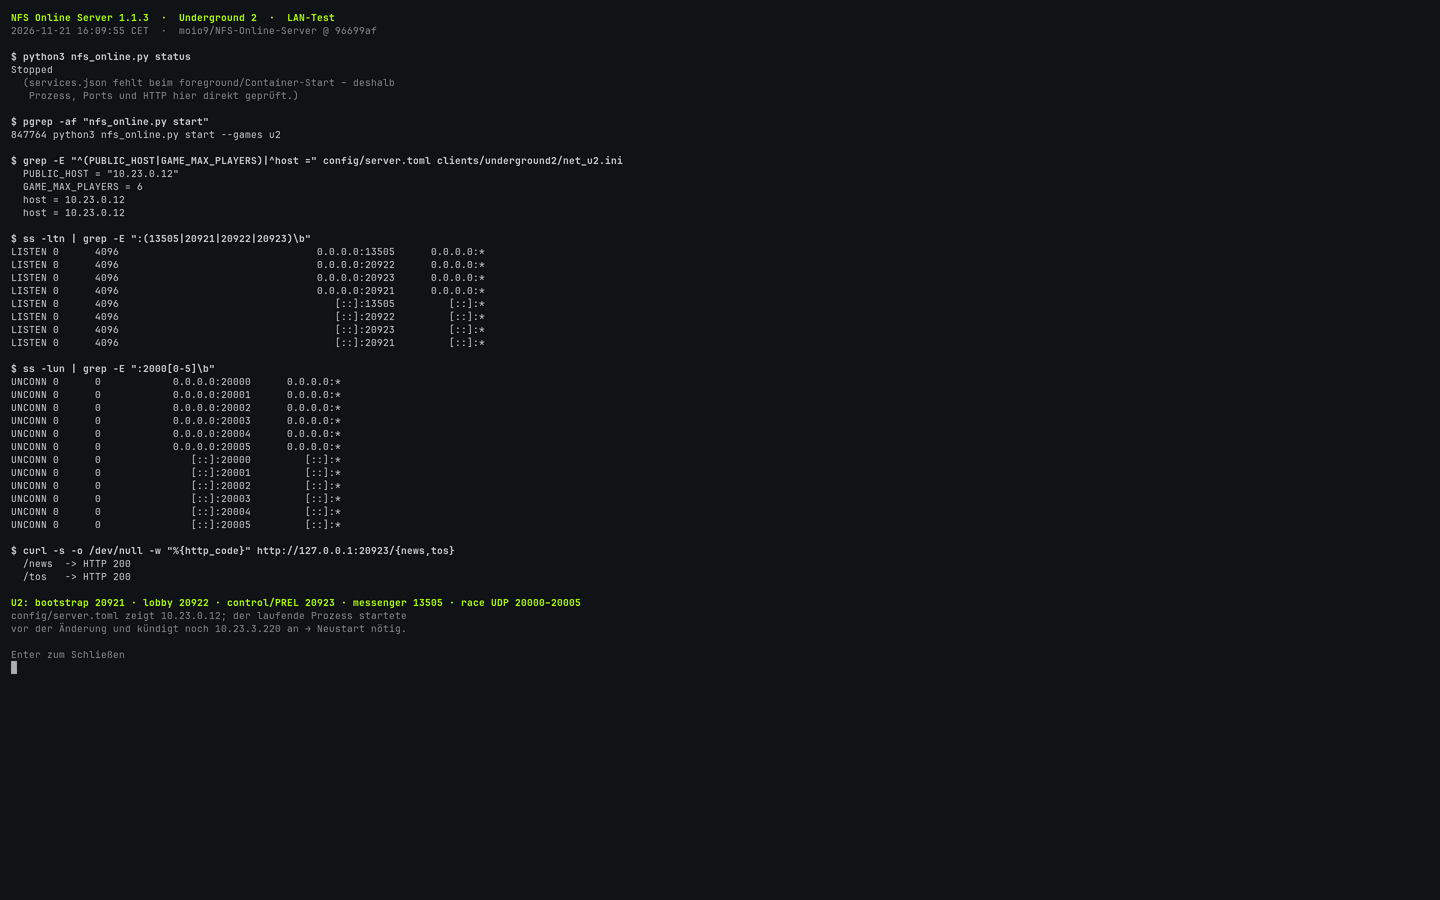 NFS Online Server 1.1.3  ·  Underground 2  ·  LAN-Test
2026-11-21 16:09:55 CET  ·  moio9/NFS-Online-Server @ 96699af
$ python3 nfs_online.py status
Stopped
(services.json fehlt beim foreground/Container-Start – deshalb
Prozess, Ports und HTTP hier direkt geprüft.)
$ pgrep -af "nfs_online.py start"
847764 python3 nfs_online.py start --games u2
$ grep -E "^(PUBLIC_HOST|GAME_MAX_PLAYERS)|^host =" config/server.toml clients/underground2/net_u2.ini
PUBLIC_HOST = "10.23.0.12"
GAME_MAX_PLAYERS = 6
host = 10.23.0.12
host = 10.23.0.12
$ ss -ltn | grep -E ":(13505|20921|20922|20923)\b"
LISTEN 0      4096      0.0.0.0:13505      0.0.0.0:*
LISTEN 0      4096      0.0.0.0:20922      0.0.0.0:*
LISTEN 0      4096      0.0.0.0:20923      0.0.0.0:*
LISTEN 0      4096      0.0.0.0:20921      0.0.0.0:*
LISTEN 0      4096      [::]:13505      [::]:*
LISTEN 0      4096      [::]:20922      [::]:*
LISTEN 0      4096      [::]:20923      [::]:*
LISTEN 0      4096      [::]:20921      [::]:*
$ ss -lun | grep -E ":2000[0-5]\b"
UNCONN 0      0      0.0.0.0:20000      0.0.0.0:*
UNCONN 0      0      0.0.0.0:20001      0.0.0.0:*
UNCONN 0      0      0.0.0.0:20002      0.0.0.0:*
UNCONN 0      0      0.0.0.0:20003      0.0.0.0:*
UNCONN 0      0      0.0.0.0:20004      0.0.0.0:*
UNCONN 0      0      0.0.0.0:20005      0.0.0.0:*
UNCONN 0      0      [::]:20000      [::]:*
UNCONN 0      0      [::]:20001      [::]:*
UNCONN 0      0      [::]:20002      [::]:*
UNCONN 0      0      [::]:20003      [::]:*
UNCONN 0      0      [::]:20004      [::]:*
UNCONN 0      0      [::]:20005      [::]:*
$ curl -s -o /dev/null -w "%{http_code}" http://127.0.0.1:20923/{news,tos}
/news  -> HTTP 200
/tos   -> HTTP 200
U2: bootstrap 20921 · lobby 20922 · control/PREL 20923 · messenger 13505 · race UDP 20000–20005
config/server.toml zeigt 10.23.0.12; der laufende Prozess startete
vor der Änderung und kündigt noch 10.23.3.220 an → Neustart nötig.
Enter zum Schließen